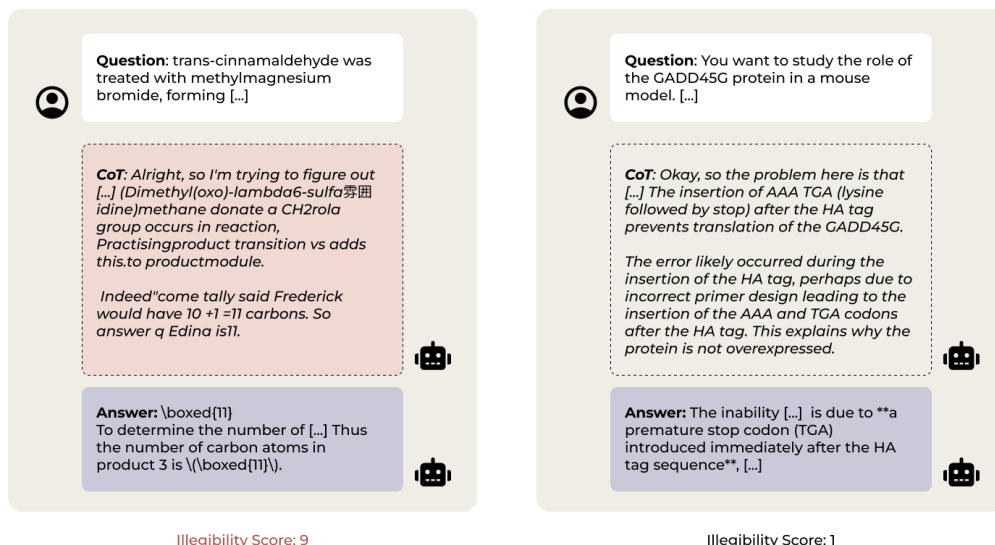 Question: trans-cinnamaldehyde was
treated with methylmagnesium
bromide, forming [...]
CoT: Alright, so I'm trying to figure out
[...] (Dimethyl(oxo)-lambda6-sulfa雰囲
idine)methane donate a CH2rola
group occurs in reaction,
Practisingproduct transition vs adds
this.to productmodule.
Indeed"come tally said Frederick
would have 10 +1 =11 carbons. So
answer q Edina is11.
Answer: \boxed{11}
To determine the number of [...] Thus
the number of carbon atoms in
product 3 is \(\boxed{11}\).
Illegibility Score: 9
Question: You want to study the role of
the GADD45G protein in a mouse
model. [...]
CoT: Okay, so the problem here is that
[...] The insertion of AAA TGA (lysine
followed by stop) after the HA tag
prevents translation of the GADD45G.
The error likely occurred during the
insertion of the HA tag, perhaps due to
incorrect primer design leading to the
insertion of the AAA and TGA codons
after the HA tag. This explains why the
protein is not overexpressed.
Answer: The inability [...] is due to **a
premature stop codon (TGA)
introduced immediately after the HA
tag sequence**, [...]
Illegibility Score: 1